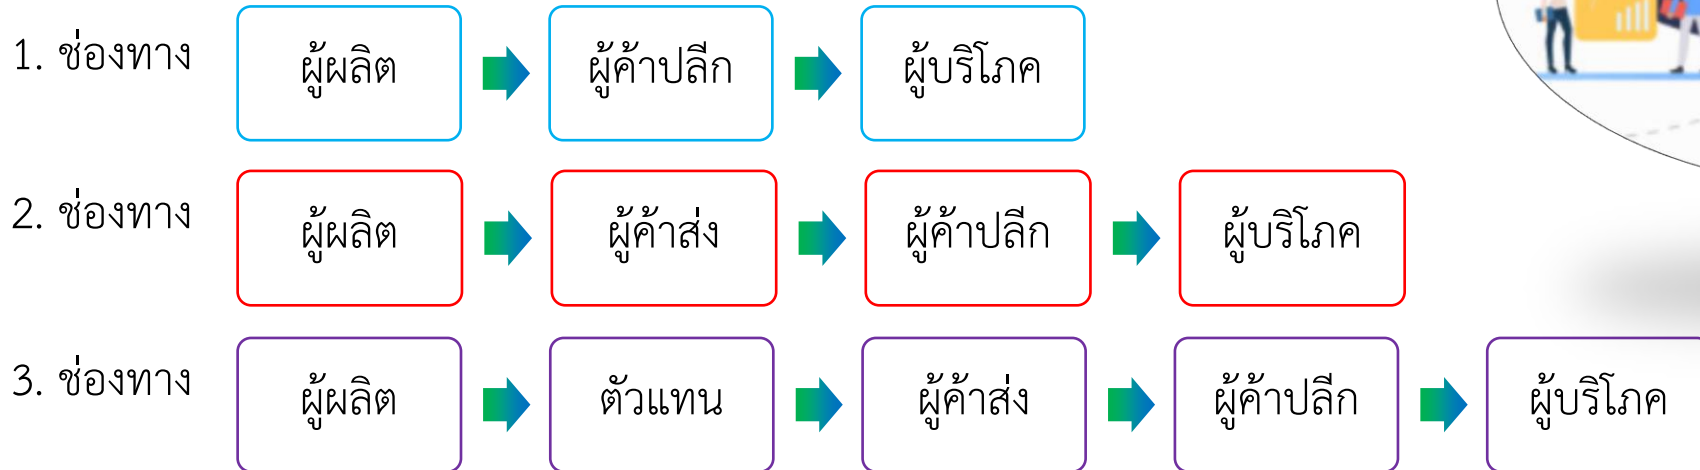 1. ช่องทาง ผู้ผลิต ผู้ค้าปลีก ผู้บริโภค
2. ช่องทาง ผู้ผลิต ผู้ค้าส่ง ผู้ค้าปลีก ผู้บริโภค
3. ช่องทาง ผู้ผลิต ตัวแทน ผู้ค้าส่ง ผู้ค้าปลีก ผู้บริโภค